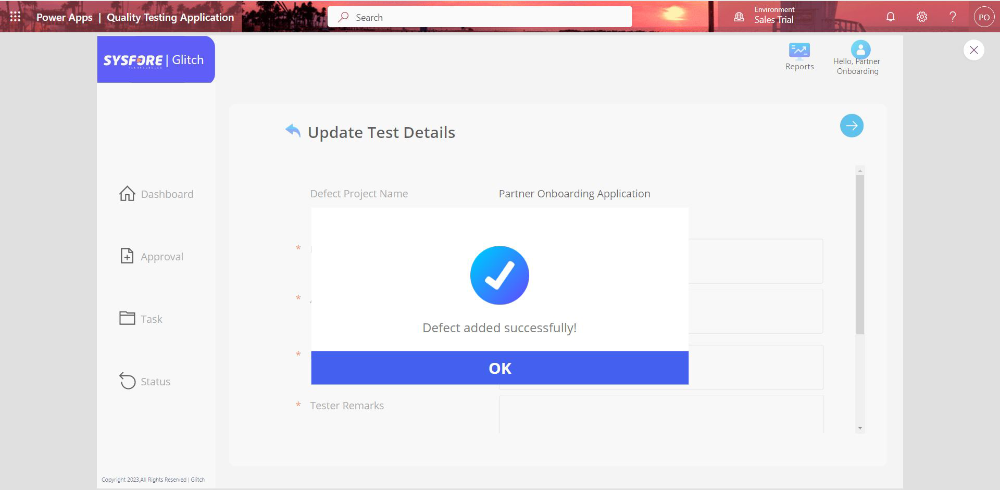 Power Apps | Quality Testing Application
Search
Environment
Sales Trial
?
PO
SYSFORE | Glitch
Reports
Hello, Partner
Onboarding
Update Test Details
Dashboard
Approval
Task
Status
Defect Project Name
Partner Onboarding Application
*
*
*
Defect added successfully!
OK
* Tester Remarks
Copyright 2023,All Rights Reserved | Glitch